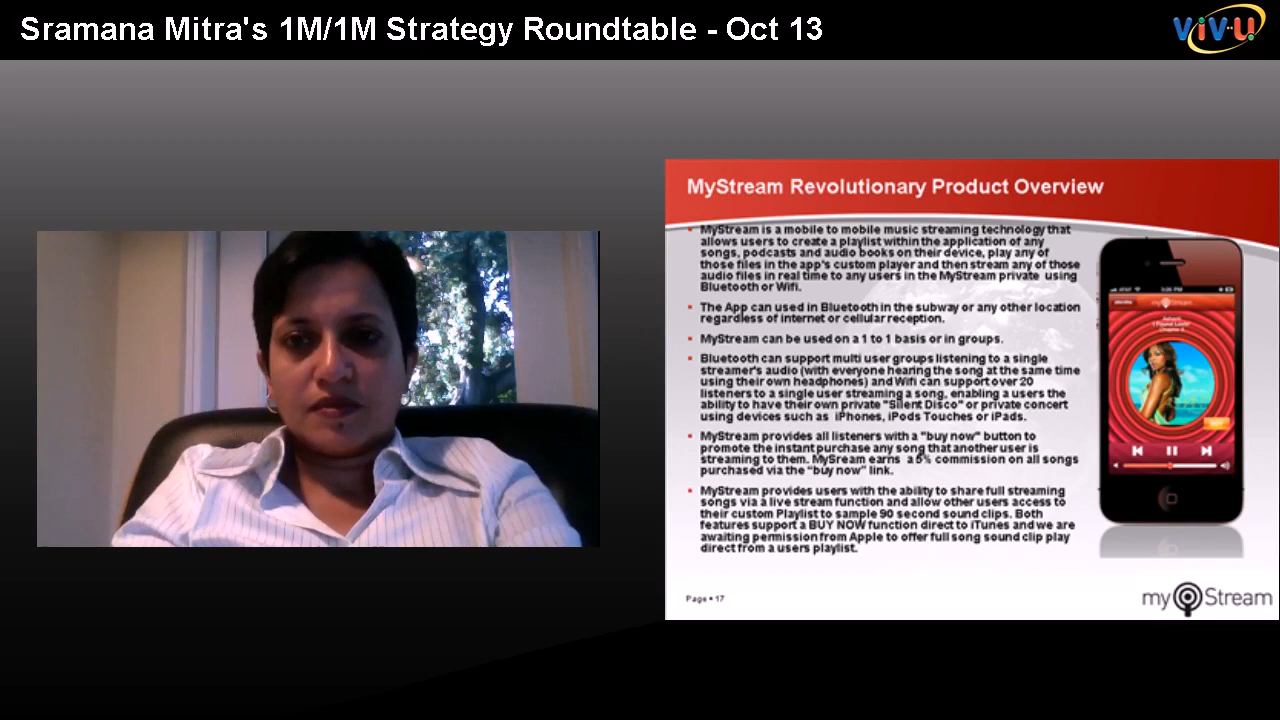 Sramana Mitra's 1M/1M Strategy Roundtable - Oct 13
ViV-U!
MyStream Revolutionary Product Overview
MyStream is a mobile to mobile music streaming technology that
allows users to create a playlist within the application of any
songs, podcasts and audio books on their device, play any of
those files in the app's custom player and then stream any of those
audio files in real time to any users in the MyStream private using
Bluetooth or Wifi.
The App can used in Bluetooth in the subway or any other location
regardless of internet or cellular reception.
MyStream can be used on a 1 to 1 basis or in groups.
Bluetooth can support multi user groups listening to a single
streamer's audio (with everyone hearing the song at the same time
using their own headphones) and Wifi can support over 20
listeners to a single user streaming a song, enabling a users the
ability to have their own private "Silent Disco" or private concert
using devices such as iPhones, iPods Touches or iPads.
MyStream provides all listeners with a "buy now" button to
promote the instant purchase any song that another user is
streaming to them. MyStream earns a 5% commission on all songs
purchased via the "buy now" link.
MyStream provides users with the ability to share full streaming
songs via a live stream function and allow other users access to
their custom Playlist to sample 90 second sound clips. Both
features support a BUY NOW function direct to iTunes and we are
awaiting permission from Apple to offer full song sound clip play
direct from a users playlist.
AT&T
myStream
Page ▪ 17
my Stream